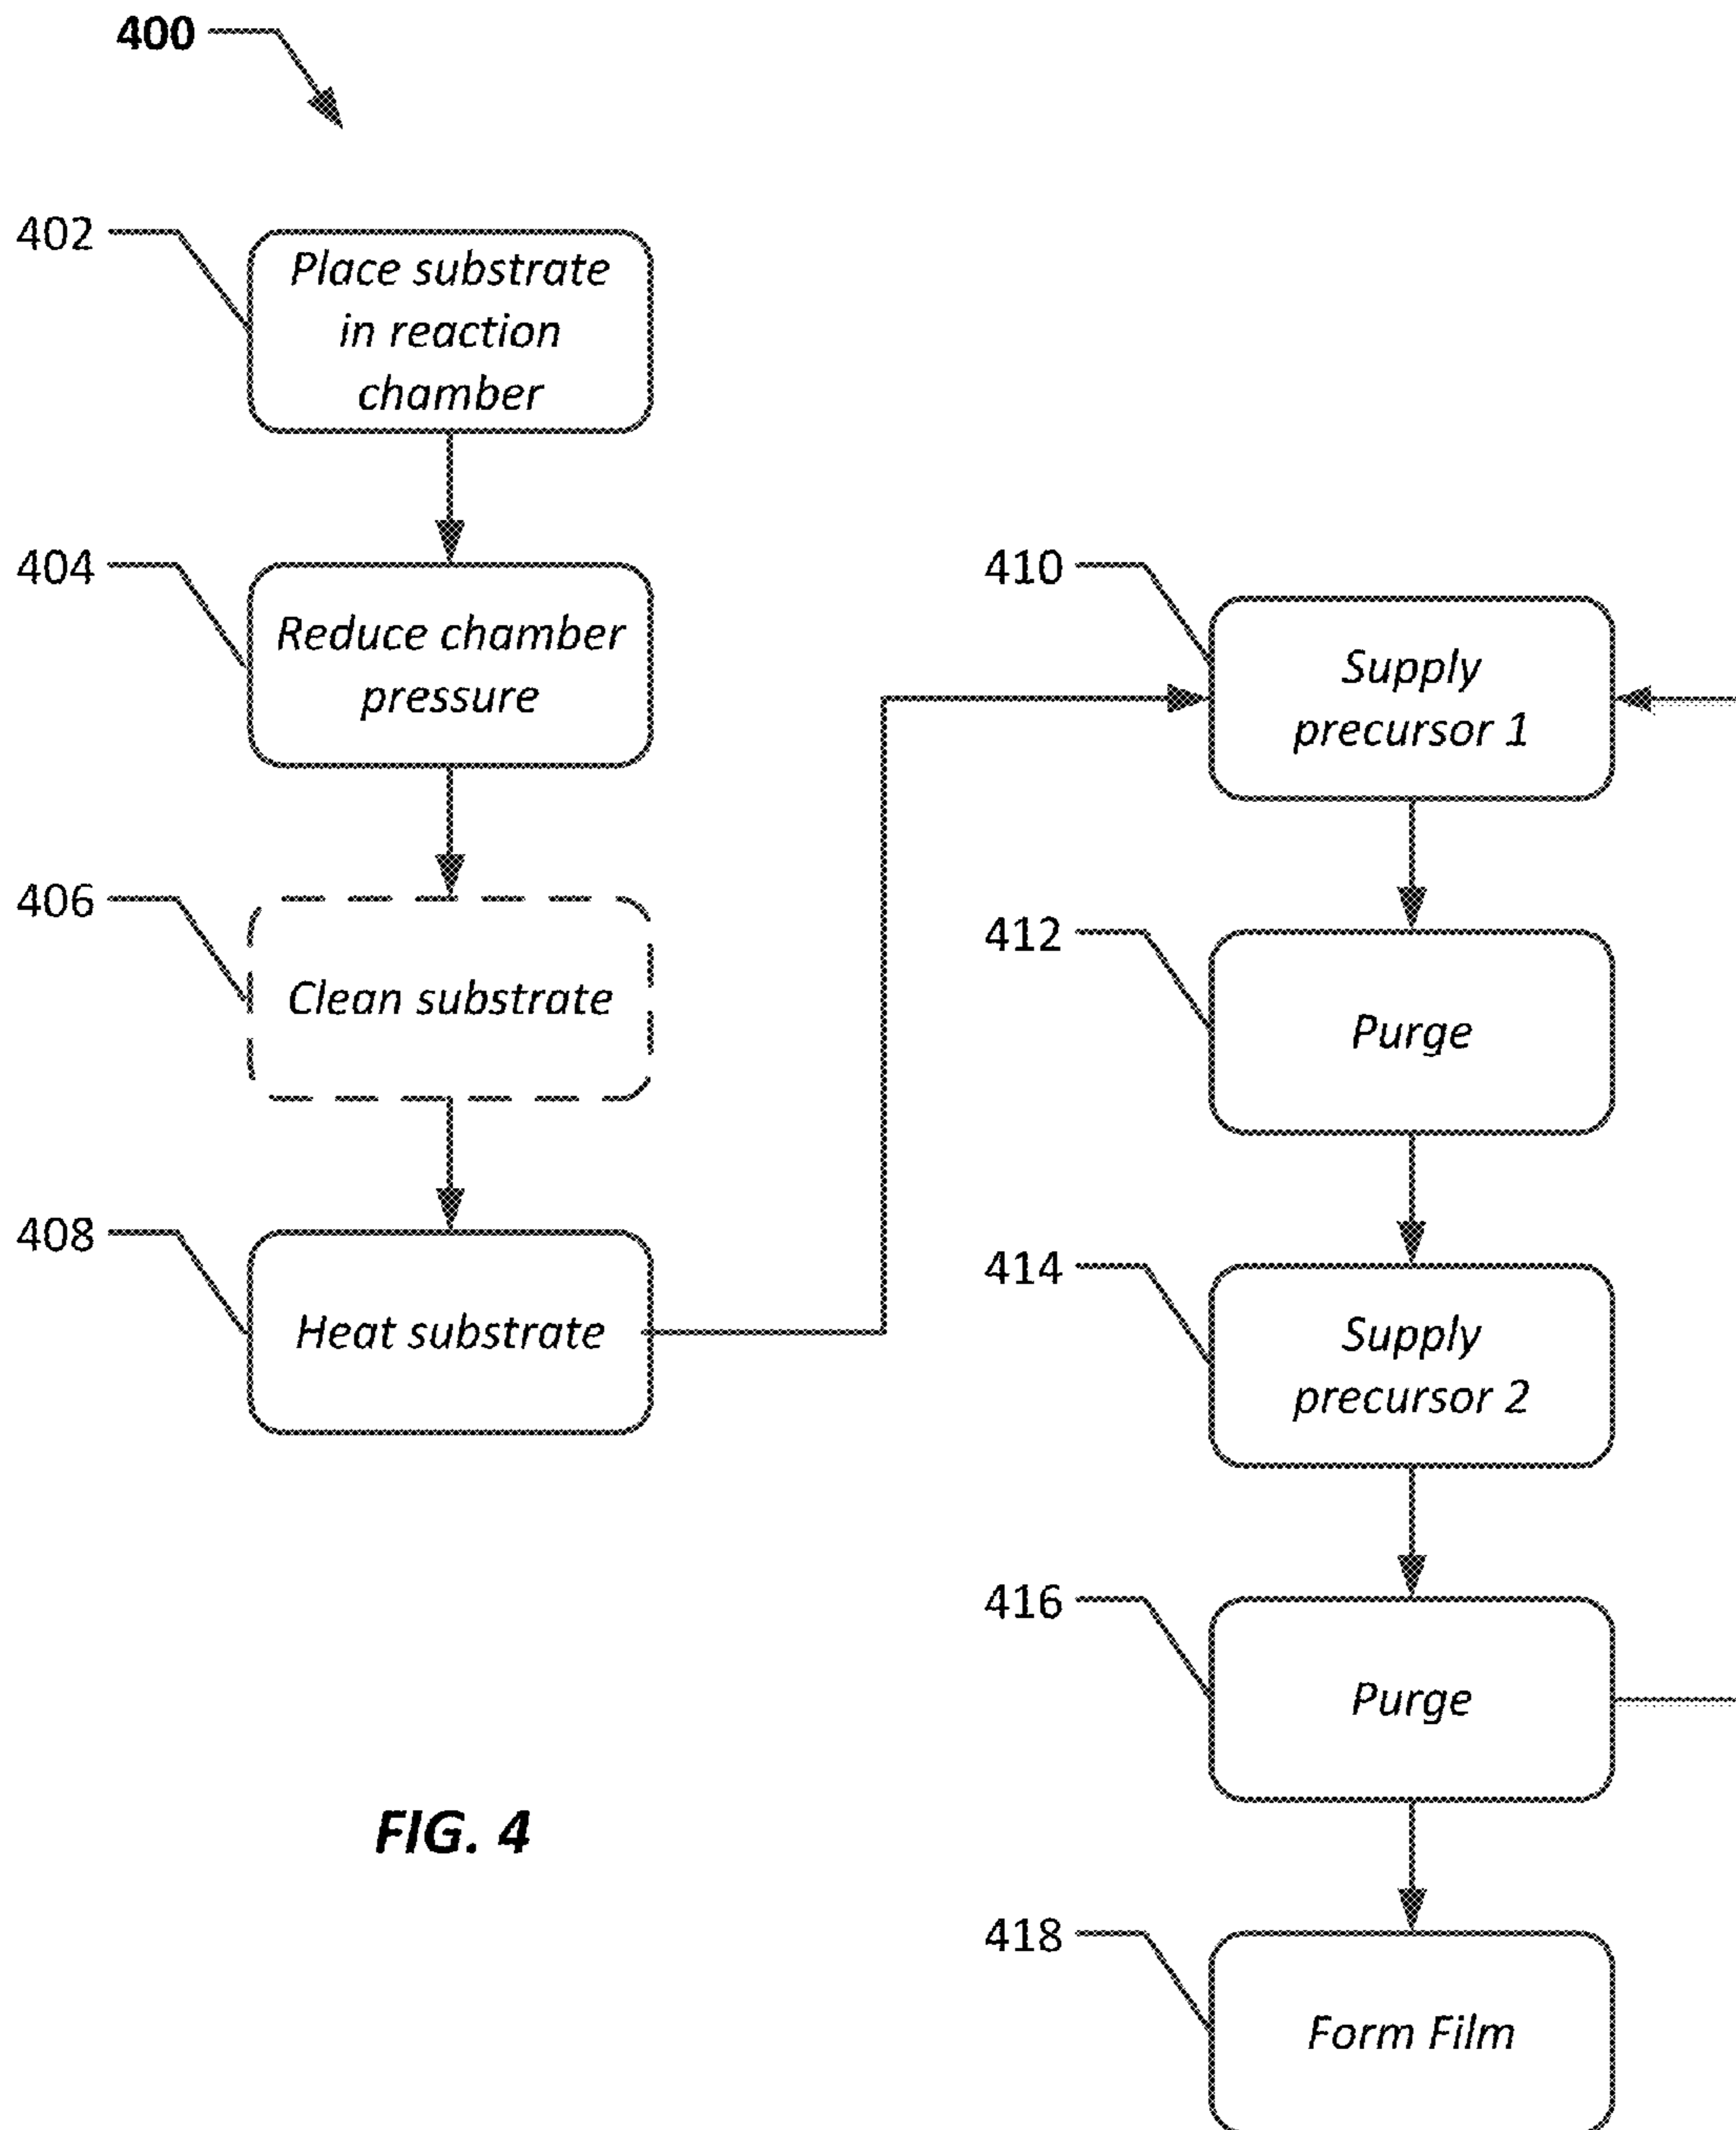 400
402
Place substrate
in reaction
chamber
404
Reduce chamber
pressure
406
Clean substrate
408
Heat substrate
410
Supply
precursor 1
412
Purge
414
Supply
precursor 2
416
Purge
418
Form Film
FIG. 4